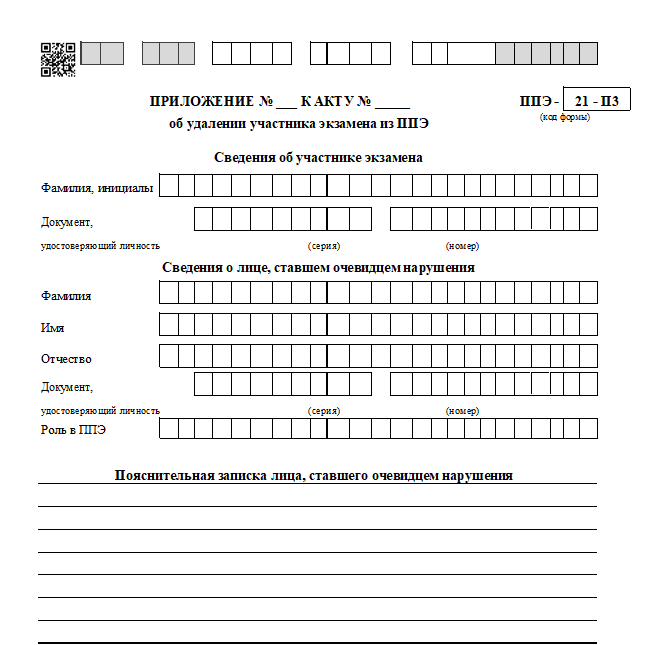 ПРИЛОЖЕНИЕ № ___ К АКТУ № _____ ППЭ - 21 - П3
(код формы)
об удалении участника экзамена из ППЭ
Сведения об участнике экзамена
Фамилия, инициалы
Документ,
удостоверяющий личность (серия) (номер)
Сведения о лице, ставшем очевидцем нарушения
Фамилия
Имя
Отчество
Документ,
удостоверяющий личность (серия) (номер)
Роль в ППЭ
Пояснительная записка лица, ставшего очевидцем нарушения